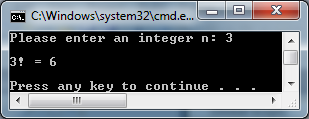 C:\Windows\system32\cmd.e...
Please enter an integer n: 3
3! = 6
Press any key to continue . . .